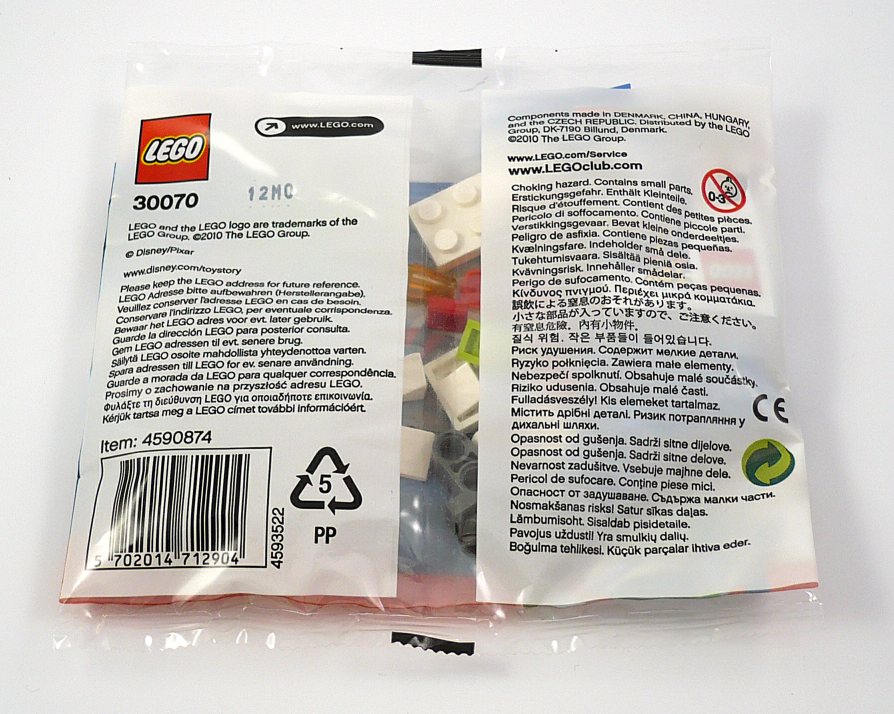 LEGO
www.LEGO.com
30070
12M0
LEGO and the LEGO logo are trademarks of the
LEGO Group. ©2010 The LEGO Group.
© Disney/Pixar
www.disney.com/toystory
Please keep the LEGO address for future reference.
LEGO Adresse bitte aufbewahren (Herstellerangabe).
Veuillez conserver l'adresse LEGO en cas de besoin.
Conservare l'indirizzo LEGO, per eventuale corrispondenza.
Bewaar het LEGO adres voor evt. later gebruik.
Guarde la dirección LEGO para posterior consulta.
Gem LEGO adressen til evt. senere brug.
Säilytä LEGO osoite mahdollista yhteydenottoa varten.
Spara adressen till LEGO for ev. senare användning.
Guarde a morada da LEGO para qualquer correspondência.
Prosimy o zachowanie na przyszłość adresu LEGO.
Φυλάξτε τη διεύθυνση LEGO για οποιαδήποτε επικοινωνία.
Kérjük tartsa meg a LEGO címet további információért.
Item: 4590874
5 702014 712904
4593522
5
PP
Components made in DENMARK, CHINA, HUNGARY,
and the CZECH REPUBLIC. Distributed by the LEGO
Group, DK-7190 Billund, Denmark.
©2010 The LEGO Group.
www.LEGO.com/Service
www.LEGOclub.com
0-3
Choking hazard. Contains small parts.
Erstickungsgefahr. Enthält Kleinteile.
Risque d'étouffement. Contient des petites pièces.
Pericolo di soffocamento. Contiene piccole parti.
Verstikkingsgevaar. Bevat kleine onderdeeltjes.
Peligro de asfixia. Contiene piezas pequeñas.
Kvælningsfare. Indeholder små dele.
Tukehtumisvaara. Sisältää pieniä osia.
Kvävningsrisk. Innehåller smådelar.
Perigo de sufocação. Contém peças pequenas.
Κίνδυνος πνιγμού. Περιέχει μικρά κομματάκια.
誤飲による窒息のおそれがあります。
小さな部品が入っていますので、ご注意ください。
有窒息危險。內有小物件.
질식 위험. 작은 부품들이 들어있습니다.
Риск удушения. Содержит мелкие детали.
Ryzyko połknięcia. Zawiera małe elementy.
Nebezpečí spolknutí. Obsahuje malé součástky.
Riziko udusenia. Obsahuje malé časti.
Fulladásveszély! Kis elemeket tartalmaz.
Містить дрібні деталі. Ризик потрапляння у
дихальні шляхи.
CE
Opasnost od gušenja. Sadrži sitne dijelove.
Opasnost od gušenja. Sadrži sitne delove.
Nevarnost zadušitve. Vsebuje majhne dele.
Pericol de sufocare. Conţine piese mici.
Опасност от задушаване. Съдържа малки части.
Nosmakšanas risks! Satur sīkas daļas.
Lämbumisoht. Sisaldab pisidetaile.
Pavojus uždusti! Yra smulkių dalių.
Boğulma tehlikesi. Küçük parçalar ihtiva eder.